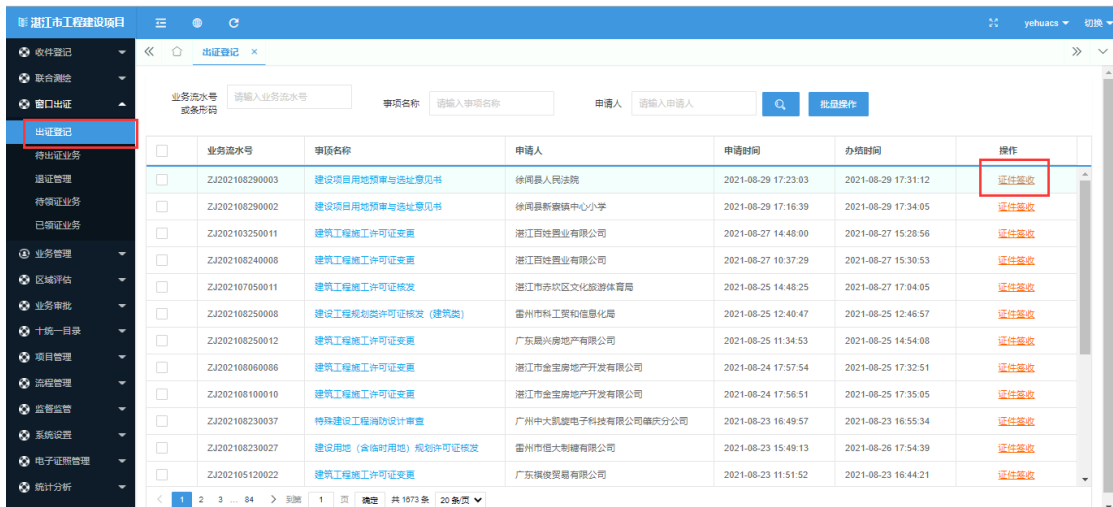 湛江市工程建设项目
yehuacs
切换
收件登记
出证登记 ×
联合测绘
窗口出证
出证登记
待出证业务
退证管理
待领证业务
已领证业务
业务管理
区域评估
业务审批
十统一目录
项目管理
流程管理
监督监管
系统设置
电子证照管理
统计分析
业务流水号或条形码 请输入业务流水号 事项名称 请输入事项名称 申请人 请输入申请人 批量操作
业务流水号 事项名称 申请人 申请时间 办结时间 操作
ZJ202108290003 建设项目用地预审与选址意见书 徐闻县人民法院 2021-08-29 17:23:03 2021-08-29 17:31:12 证件签收
ZJ202108290002 建设项目用地预审与选址意见书 徐闻县新寮镇中心小学 2021-08-29 17:16:39 2021-08-29 17:34:05 证件签收
ZJ202103250011 建筑工程施工许可证变更 湛江百姓置业有限公司 2021-08-27 14:48:00 2021-08-27 15:28:56 证件签收
ZJ202108240008 建筑工程施工许可证变更 湛江百姓置业有限公司 2021-08-27 10:37:29 2021-08-27 15:30:53 证件签收
ZJ202107050011 建筑工程施工许可证核发 湛江市赤坎区文化旅游体育局 2021-08-25 14:48:25 2021-08-27 17:04:05 证件签收
ZJ202108250008 建设工程规划类许可证核发（建筑类） 雷州市科工贸和信息化局 2021-08-25 12:40:47 2021-08-25 12:46:57 证件签收
ZJ202108250012 建筑工程施工许可证变更 广东晨兴房地产有限公司 2021-08-25 11:34:53 2021-08-25 14:54:08 证件签收
ZJ202108060086 建筑工程施工许可证变更 湛江市金宝房地产开发有限公司 2021-08-24 17:57:54 2021-08-25 17:32:51 证件签收
ZJ202108100010 建筑工程施工许可证变更 湛江市金宝房地产开发有限公司 2021-08-24 17:56:51 2021-08-25 17:35:05 证件签收
ZJ202108230037 特殊建设工程消防设计审查 广州中大凯旋电子科技有限公司肇庆分公司 2021-08-23 16:49:57 2021-08-23 16:55:34 证件签收
ZJ202108230027 建设用地（含临时用地）规划许可证核发 雷州市恒大制糖有限公司 2021-08-23 15:49:13 2021-08-26 17:54:39 证件签收
ZJ202105120022 建筑工程施工许可证变更 广东祺俊贸易有限公司 2021-08-23 11:51:52 2021-08-23 16:44:21 证件签收
1 2 3 … 84 到第 1 页 确定 共 1673 条 20 条/页